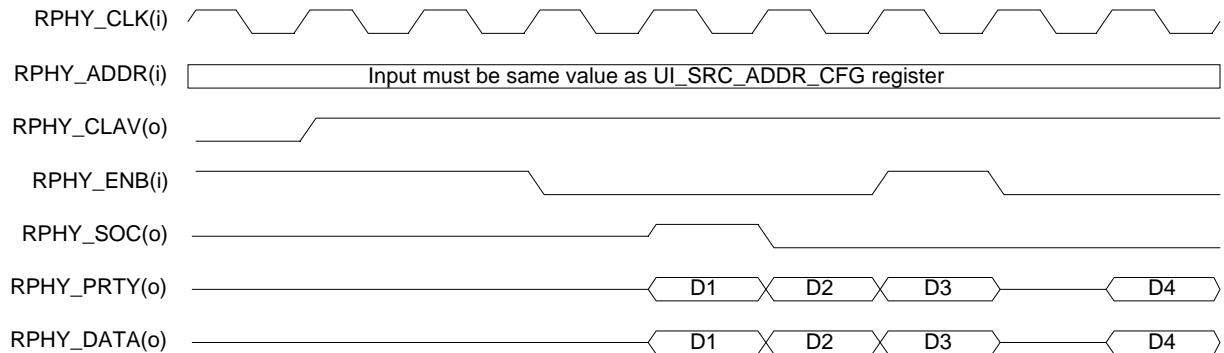 RPHY_CLK(i)
RPHY_ADDR(i) Input must be same value as UI_SRC_ADDR_CFG register
RPHY_CLAV(o)
RPHY_ENB(i)
RPHY_SOC(o)
RPHY_PRTY(o) D1 D2 D3 D4
RPHY_DATA(o) D1 D2 D3 D4